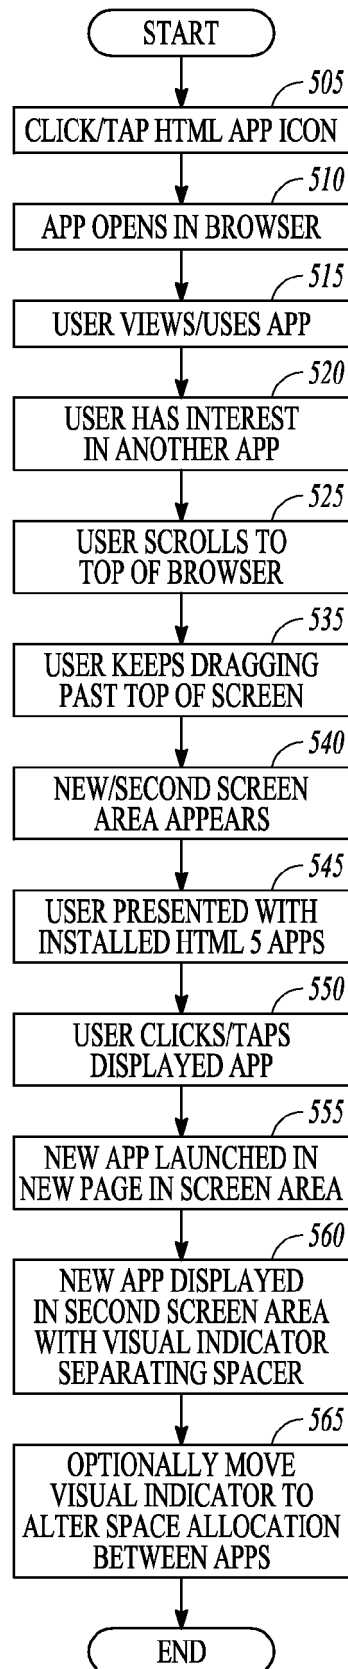 START
505
CLICK/TAP HTML APP ICON
510
APP OPENS IN BROWSER
515
USER VIEWS/USES APP
520
USER HAS INTEREST
IN ANOTHER APP
525
USER SCROLLS TO
TOP OF BROWSER
535
USER KEEPS DRAGGING
PAST TOP OF SCREEN
540
NEW/SECOND SCREEN
AREA APPEARS
545
USER PRESENTED WITH
INSTALLED HTML 5 APPS
550
USER CLICKS/TAPS
DISPLAYED APP
555
NEW APP LAUNCHED IN
NEW PAGE IN SCREEN AREA
560
NEW APP DISPLAYED
IN SECOND SCREEN AREA
WITH VISUAL INDICATOR
SEPARATING SPACER
565
OPTIONALLY MOVE
VISUAL INDICATOR TO
ALTER SPACE ALLOCATION
BETWEEN APPS
END